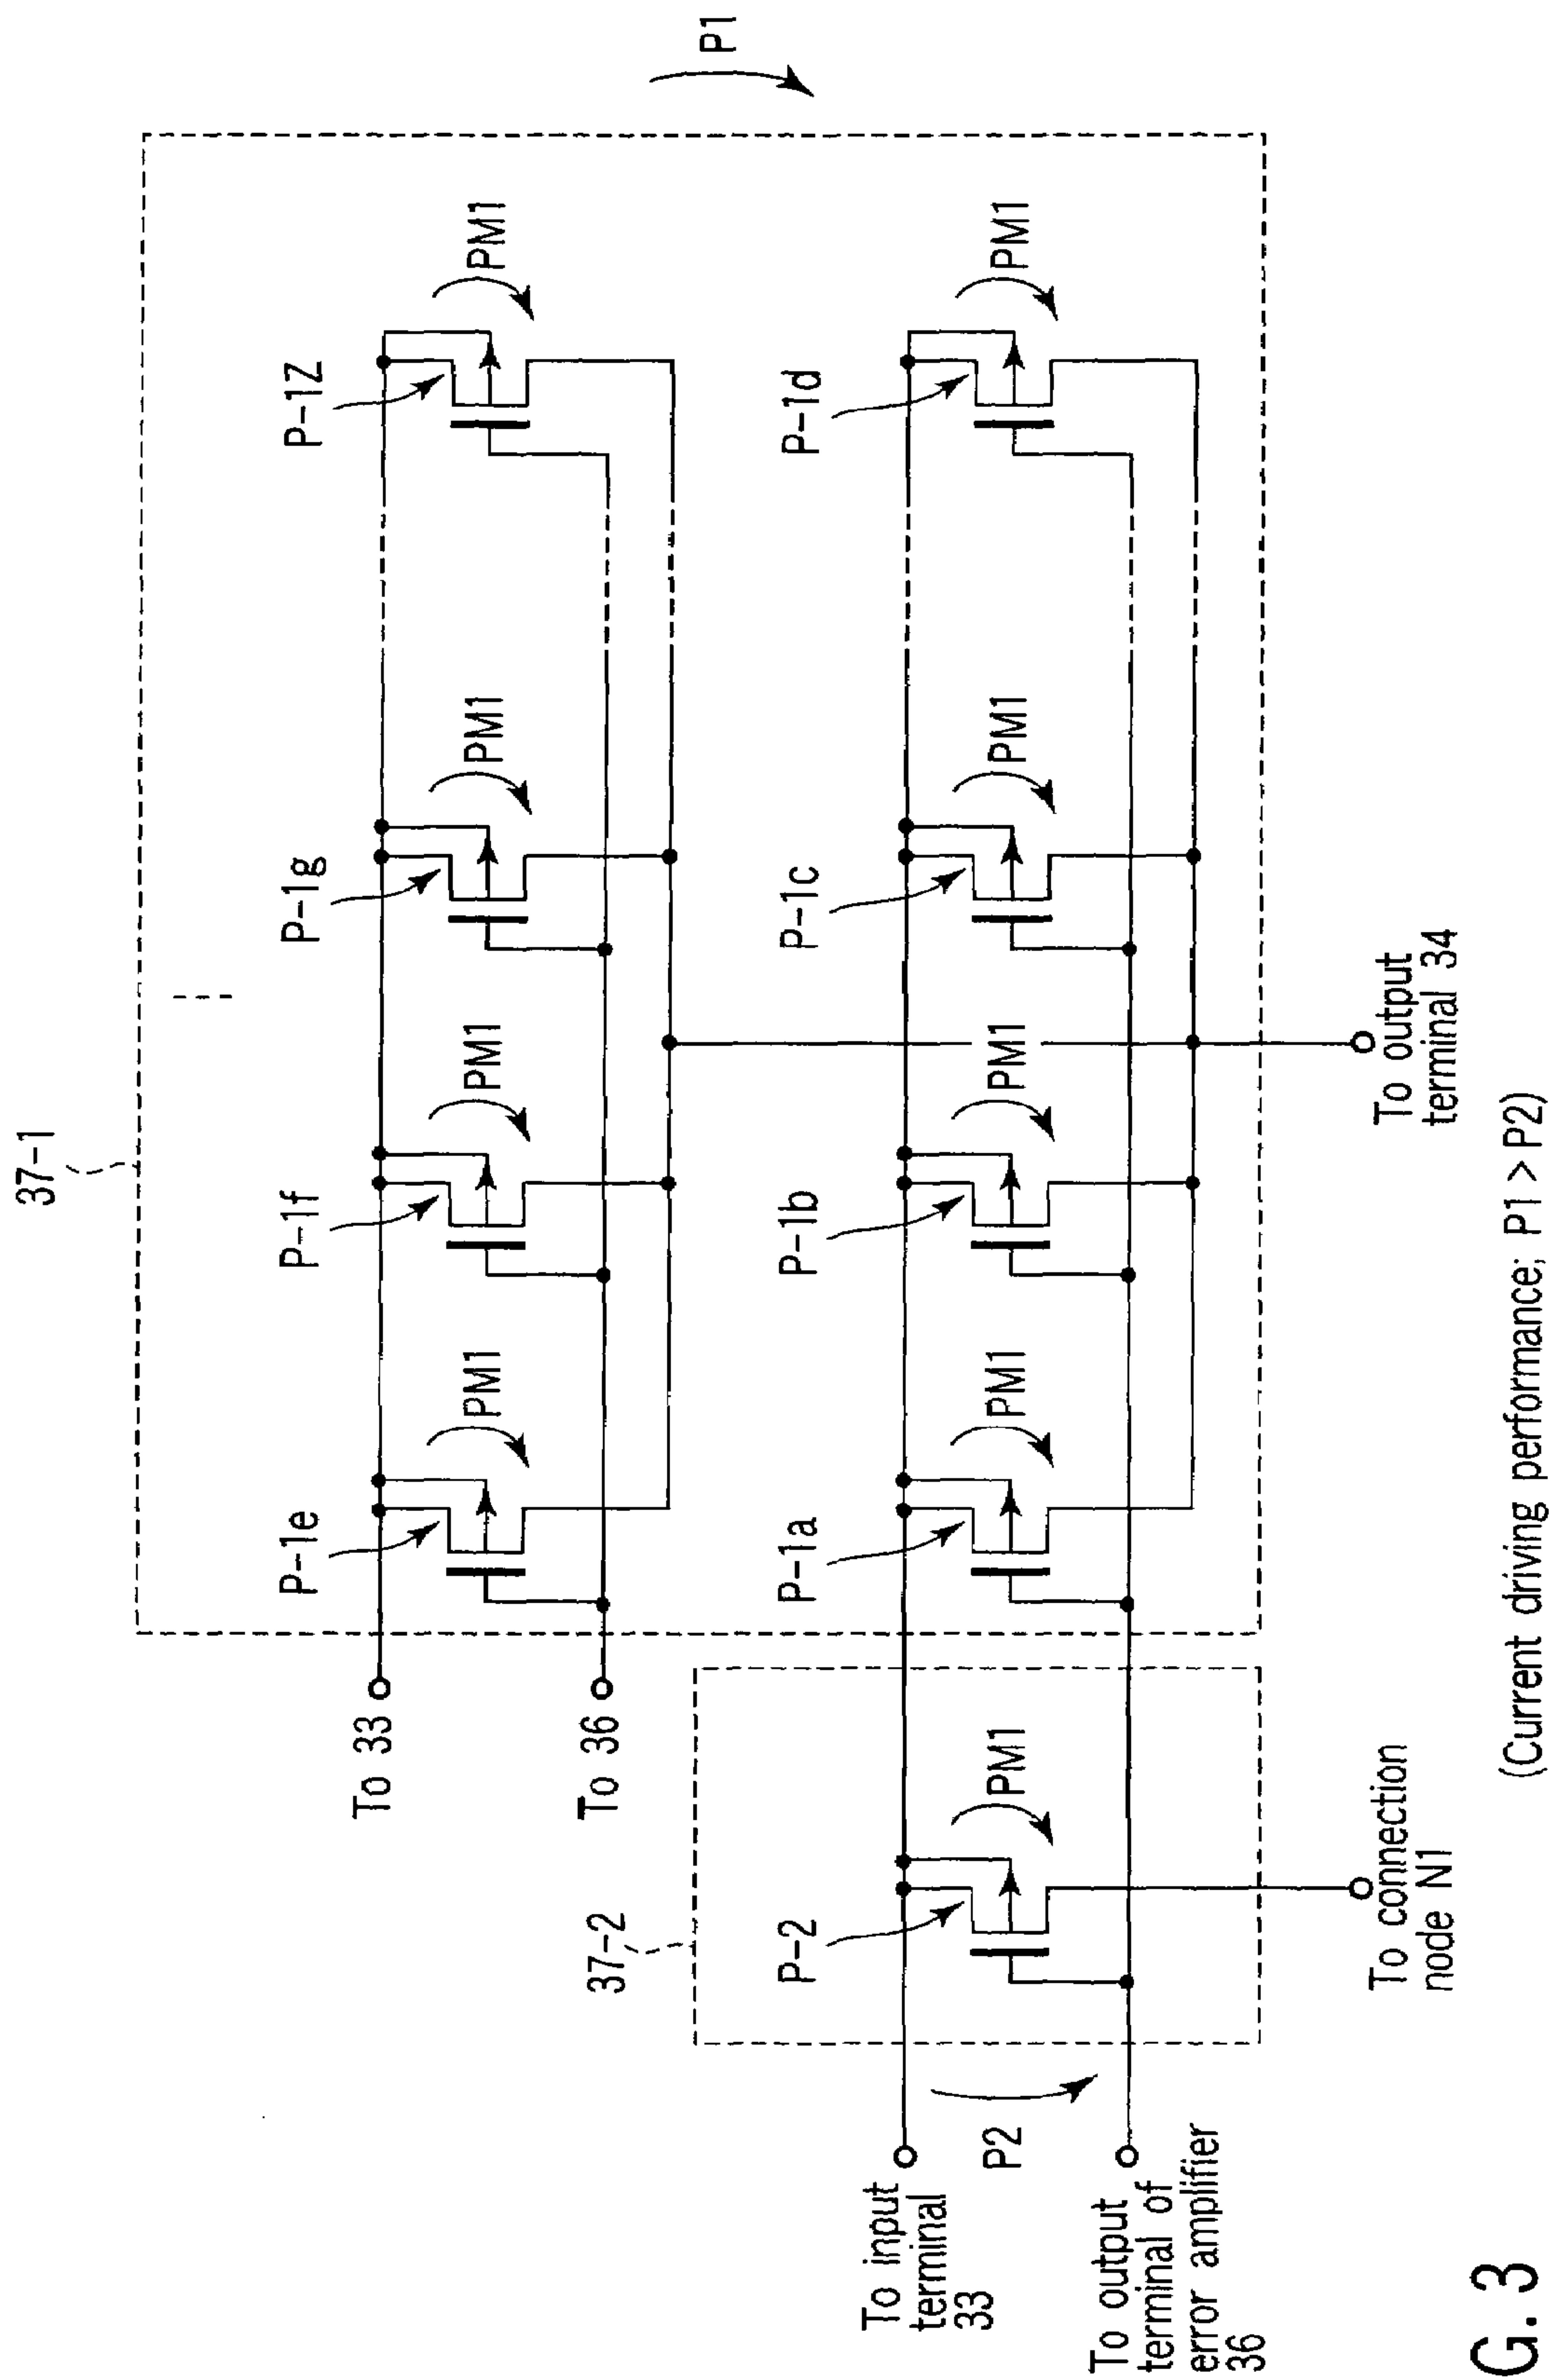 37-1
P1
P-1e
PM1
P-1f
PM1
P-1g
PM1
P-1Z
PM1
To 33
To 36
37-2
P-2
PM1
P-1a
PM1
P-1b
PM1
P-1c
PM1
P-1d
PM1
To input
terminal
33
P2
To output
terminal of
error amplifier
36
To connection
node N1
To output
terminal 34
(Current driving performance; P1 > P2)
G. 3